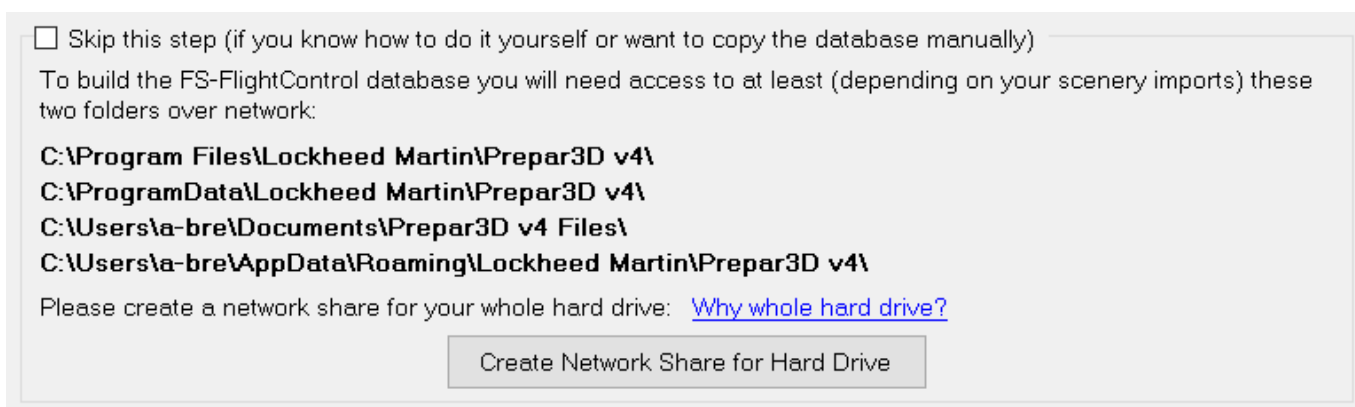 Skip this step (if you know how to do it yourself or want to copy the database manually)
To build the FS-FlightControl database you will need access to at least (depending on your scenery imports) these
two folders over network:
C:\Program Files\Lockheed Martin\Prepar3D v4\
C:\ProgramData\Lockheed Martin\Prepar3D v4\
C:\Users\a-bre\Documents\Prepar3D v4 Files\
C:\Users\a-bre\AppData\Roaming\Lockheed Martin\Prepar3D v4\
Please create a network share for your whole hard drive: Why whole hard drive?
Create Network Share for Hard Drive